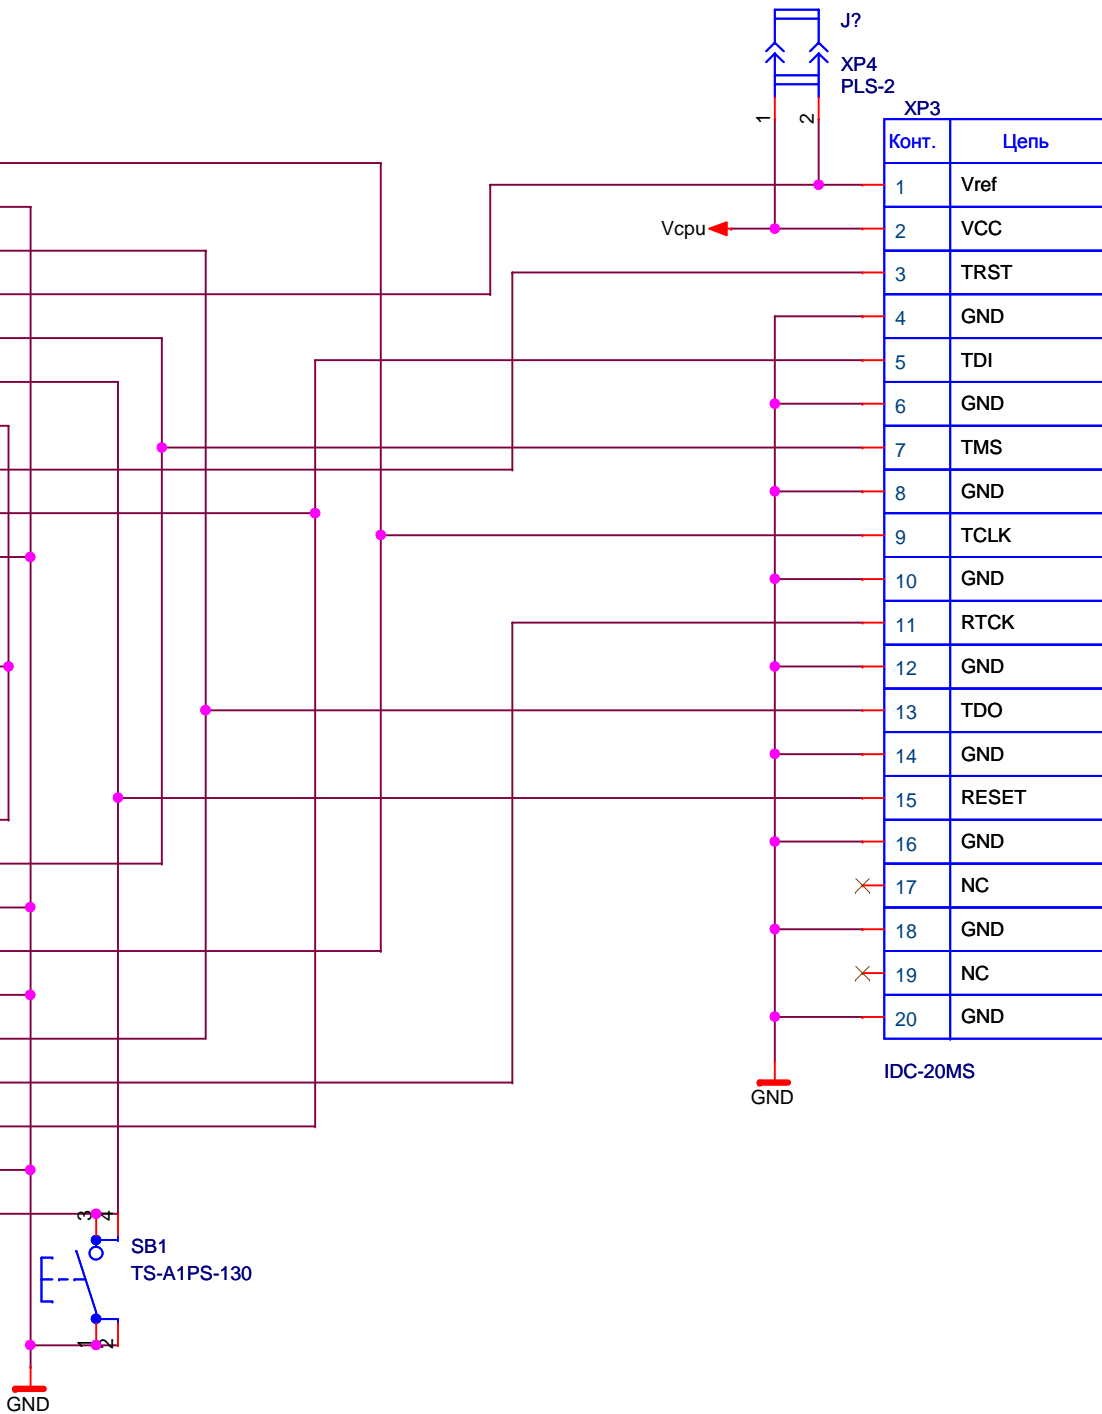 J?
XP4
PLS-2
1 2
XP3
Конт. Цепь
1 Vref
Vcpu
2 VCC
3 TRST
4 GND
5 TDI
6 GND
7 TMS
8 GND
9 TCLK
10 GND
11 RTCK
12 GND
13 TDO
14 GND
15 RESET
16 GND
17 NC
18 GND
19 NC
20 GND
IDC-20MS
GND
3 4
SB1
TS-A1PS-130
1 2
GND